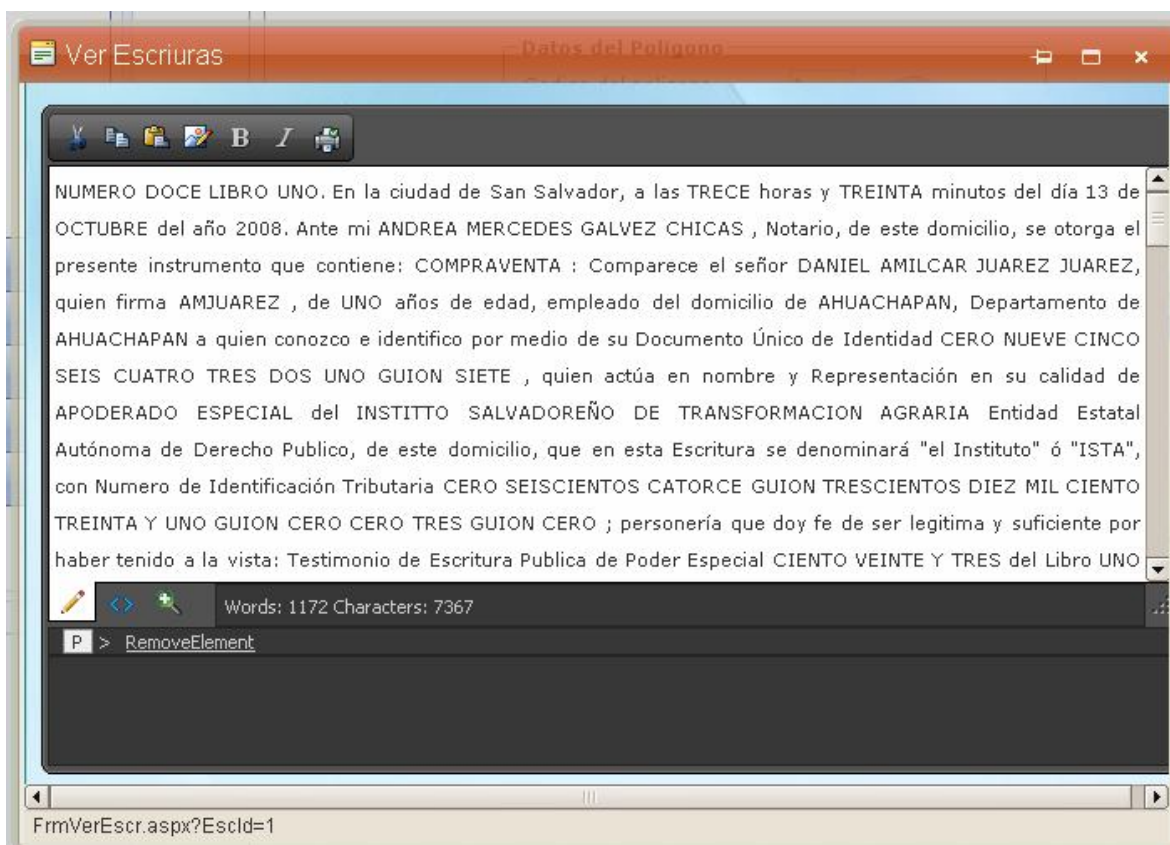 Ver Escriuras
Datos del Poligono
NUMERO DOCE LIBRO UNO. En la ciudad de San Salvador, a las TRECE horas y TREINTA minutos del día 13 de
OCTUBRE del año 2008. Ante mi ANDREA MERCEDES GALVEZ CHICAS , Notario, de este domicilio, se otorga el
presente instrumento que contiene: COMPRAVENTA : Comparece el señor DANIEL AMILCAR JUAREZ JUAREZ,
quien firma AMJUAREZ , de UNO años de edad, empleado del domicilio de AHUACHAPAN, Departamento de
AHUACHAPAN a quien conozco e identifico por medio de su Documento Único de Identidad CERO NUEVE CINCO
SEIS CUATRO TRES DOS UNO GUION SIETE , quien actúa en nombre y Representación en su calidad de
APODERADO ESPECIAL del INSTITTO SALVADOREÑO DE TRANSFORMACION AGRARIA Entidad Estatal
Autónoma de Derecho Publico, de este domicilio, que en esta Escritura se denominará "el Instituto" ó "ISTA",
con Numero de Identificación Tributaria CERO SEISCIENTOS CATORCE GUION TRESCIENTOS DIEZ MIL CIENTO
TREINTA Y UNO GUION CERO CERO TRES GUION CERO ; personería que doy fe de ser legitima y suficiente por
haber tenido a la vista: Testimonio de Escritura Publica de Poder Especial CIENTO VEINTE Y TRES del Libro UNO
Words: 1172 Characters: 7367
P > RemoveElement
FrmVerEscr.aspx?EscId=1